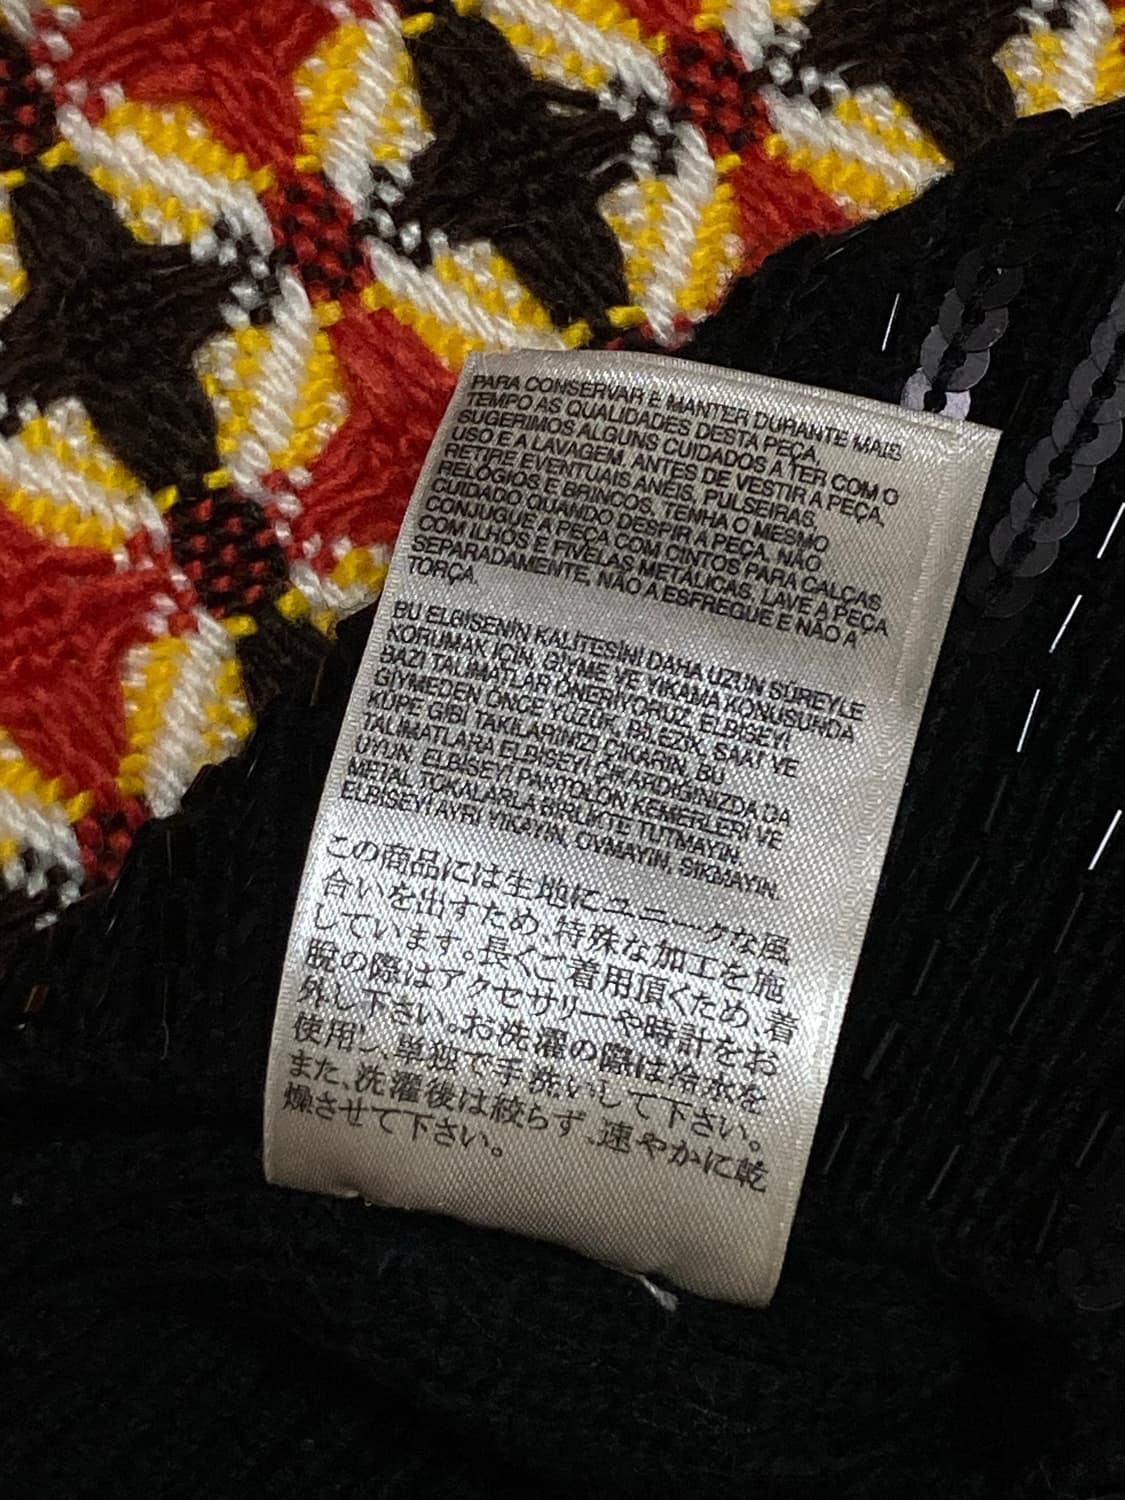 PARA CONSERVAR E MANTER DURANTE MAIS
TEMPO AS QUALIDADES DESTA PEÇA,
SUGERIMOS ALGUNS CUIDADOS A TER COM O
USO E A LAVAGEM. ANTES DE VESTIR A PEÇA,
RETIRE EVENTUAIS ANÉIS, PULSEIRAS,
RELÓGIOS E BRINCOS. TENHA O MESMO
CUIDADO QUANDO DESPIR A PEÇA. NÃO
CONJUGUE A PEÇA COM CINTOS PARA CALÇAS
COM ILHOS E FIVELAS METÁLICAS. LAVE A PEÇA
SEPARADAMENTE, NÃO A ESFREGUE E NÃO A
TORÇA.
BU ELBİSENİN KALİTESİNİ DAHA UZUN SÜREYLE
KORUMAK İÇİN, GİYME VE YIKAMA KONUSUNDA
BAZI TALİMATLAR ÖNERİYORUZ. ELBİSEYİ
GİYMEDEN ÖNCE YÜZÜK, BİLEZİK, SAAT VE
KÜPE GİBİ TAKILARINIZI ÇIKARIN, BU
TALİMATLARA ELBİSEYİ ÇIKARDIĞINIZDA DA
UYUN. ELBİSEYİ PANTOLON KEMERLERİ VE
METAL TOKALARLA BİRLİKTE TUTMAYIN.
ELBİSEYİ AYRI YIKAYIN, OVMAYIN, SIKMAYIN.
この商品には生地にユニークな風
合いを出すため、特殊な加工を施
しています。長くご着用頂くため、着
脱の際はアクセサリーや時計をお
外し下さい。お洗濯の際は冷水を
使用し、単独で手洗いして下さい。
また、洗濯後は絞らず、速やかに乾
燥させて下さい。